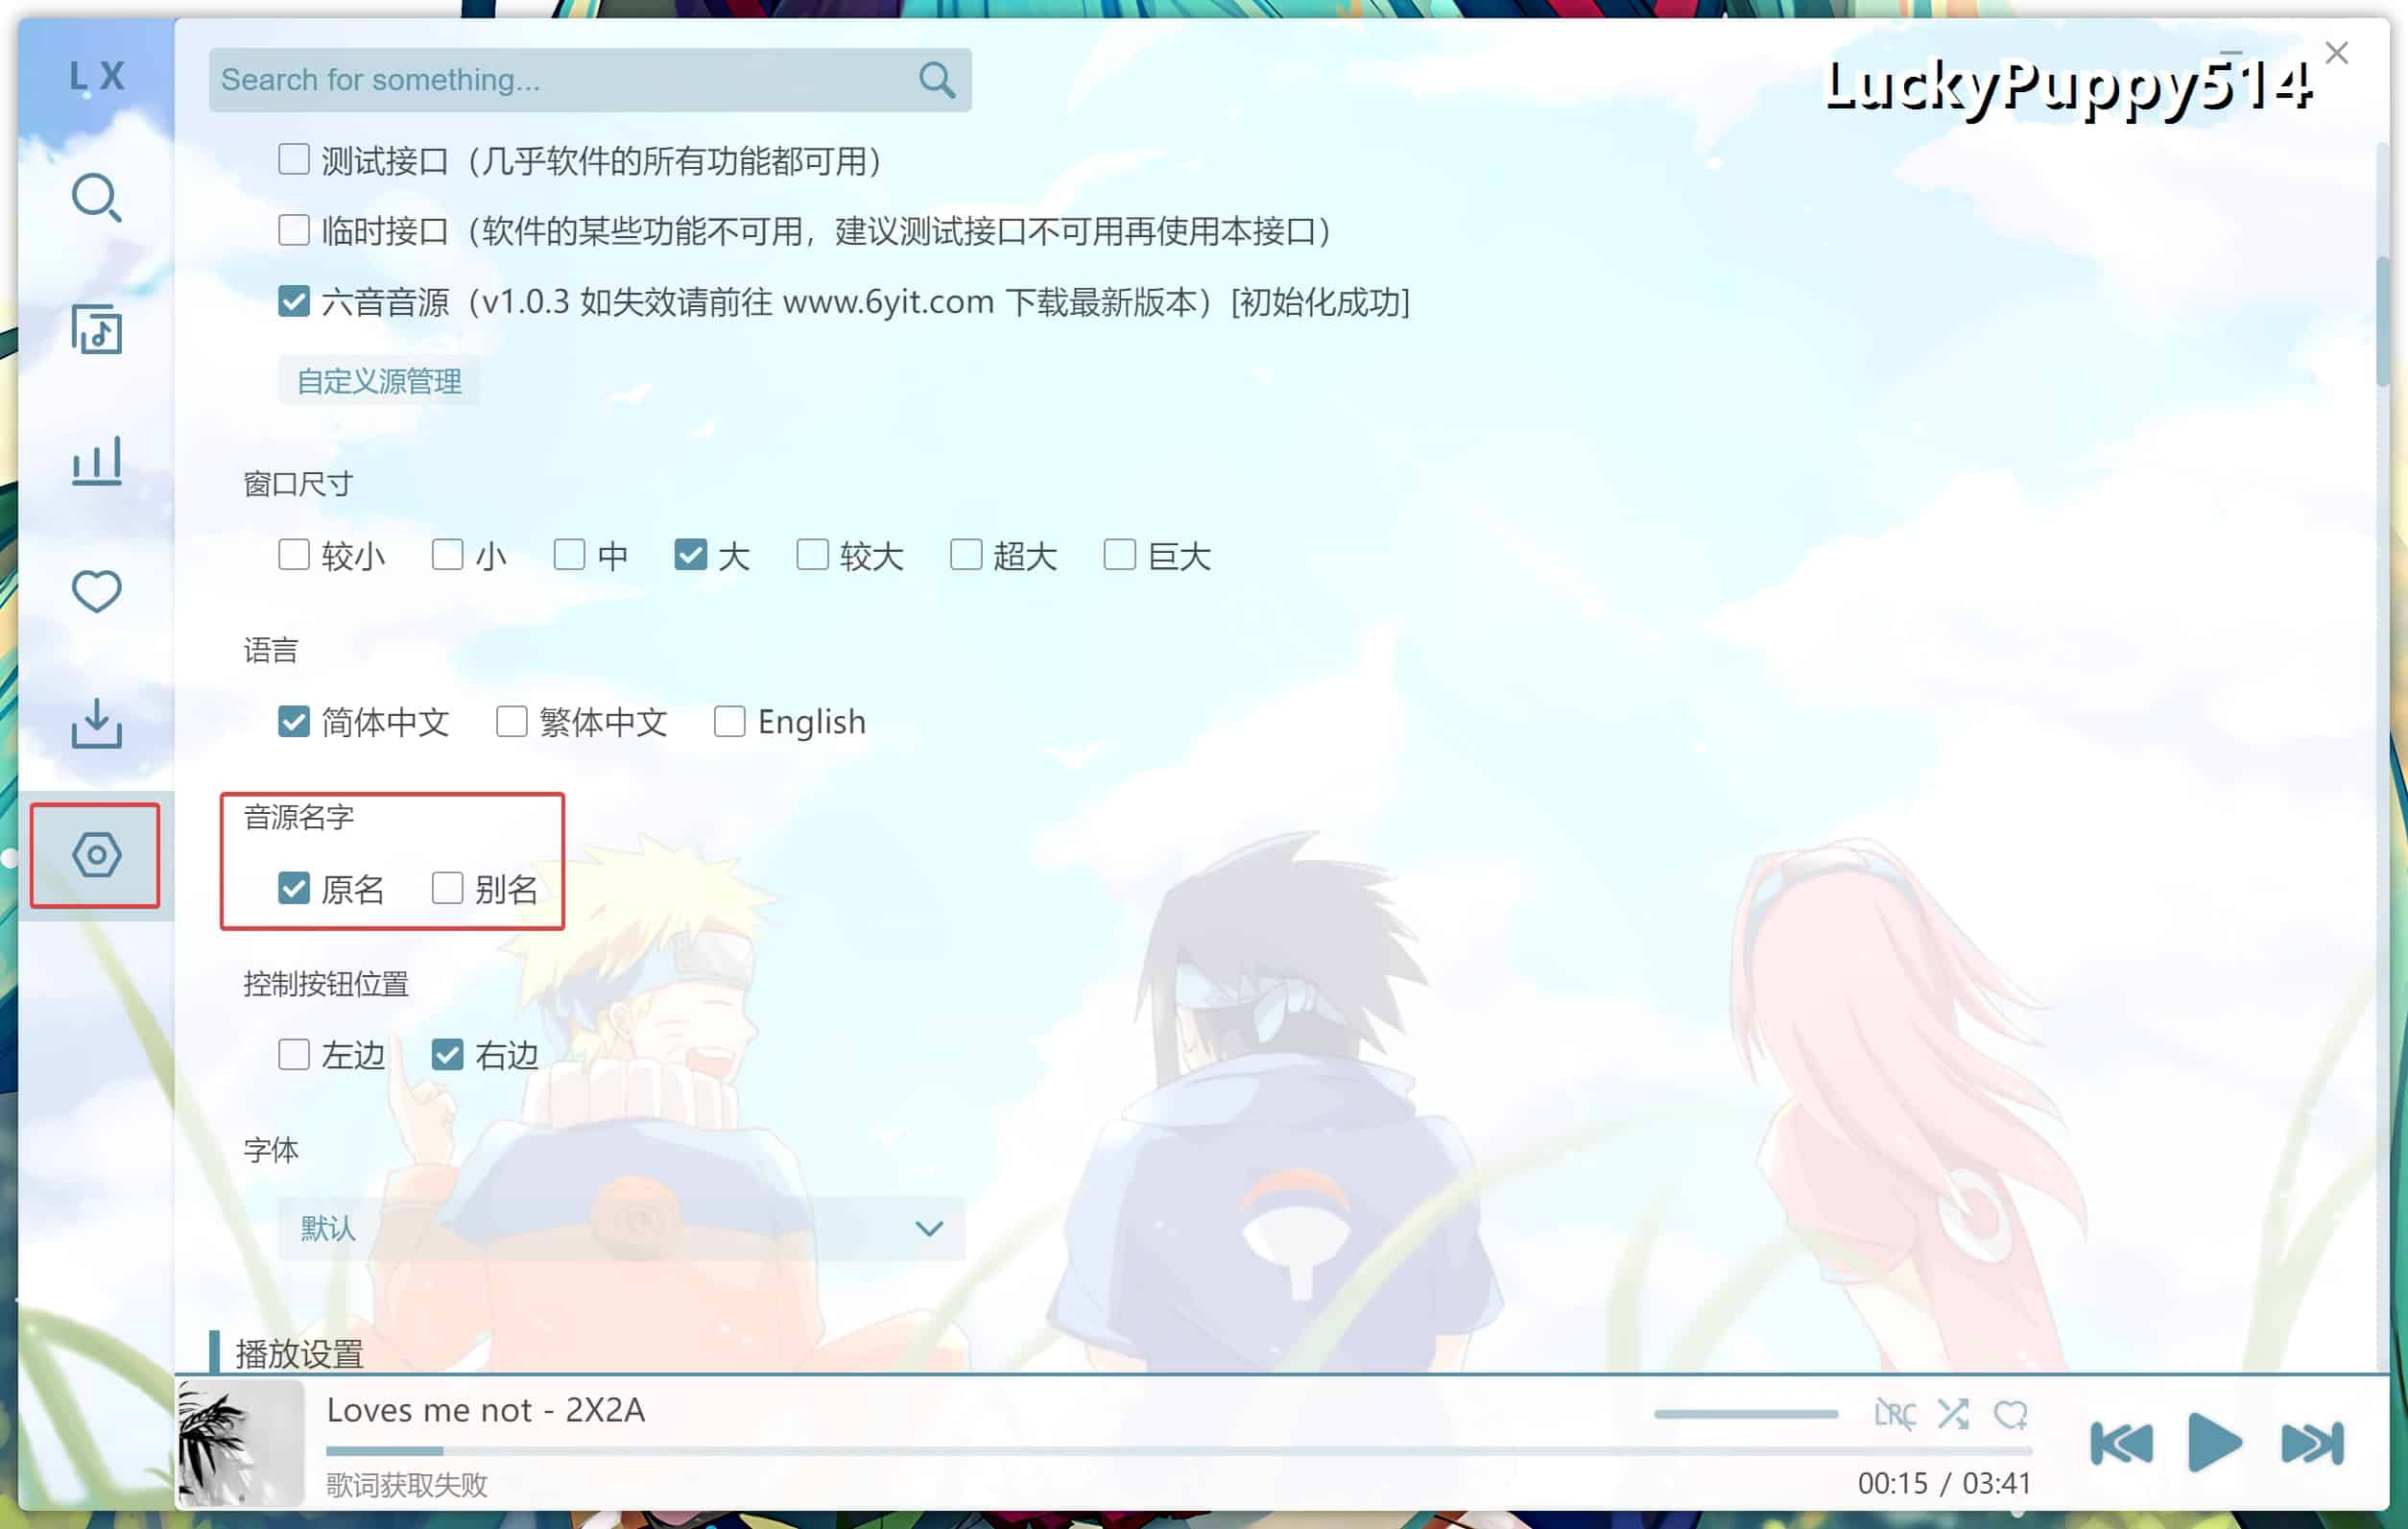 L X
Search for something...
LuckyPuppy514
测试接口（几乎软件的所有功能都可用）
临时接口（软件的某些功能不可用，建议测试接口不可用再使用本接口）
六音音源（v1.0.3 如失效请前往 www.6yit.com 下载最新版本）[初始化成功]
自定义源管理
窗口尺寸
较小 小 中 大 较大 超大 巨大
语言
简体中文 繁体中文 English
音源名字
原名 别名
控制按钮位置
左边 右边
字体
默认
播放设置
Loves me not - 2X2A
LRC
歌词获取失败
00:15 / 03:41